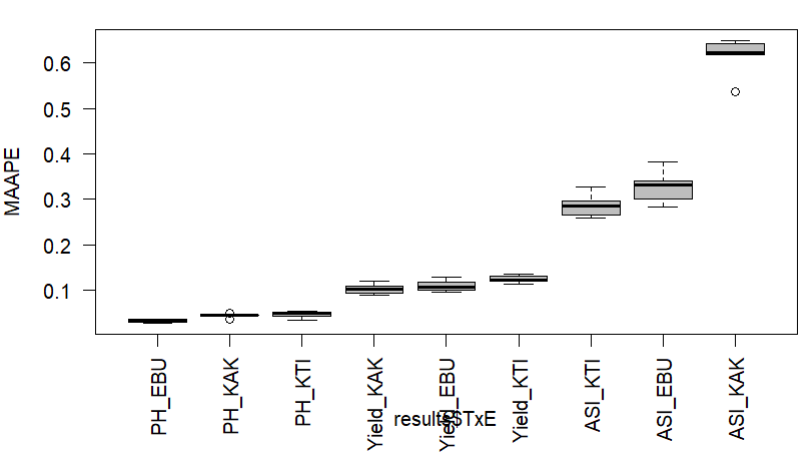 MAAPE
0.6
0.5
0.4
0.3
0.2
0.1
PH_EBU
PH_KAK
PH_KTI
Yield_KAK
Yield_EBU
Yield_KTI
ASI_KTI
ASI_EBU
ASI_KAK
results$TxE